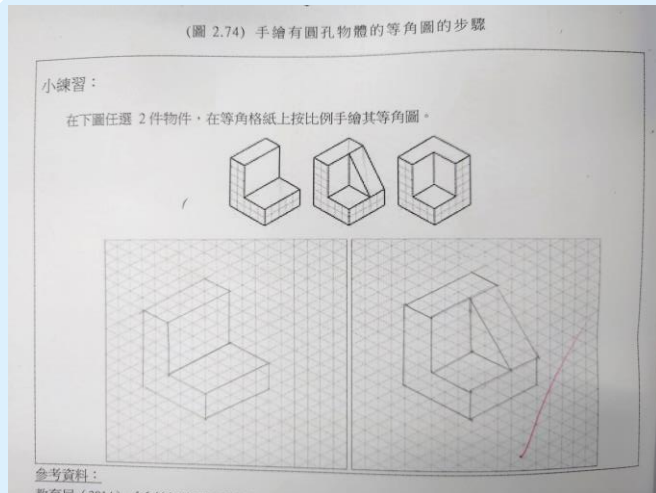 (圖 2.74) 手繪有圓孔物體的等角圖的步驟
小練習：
在下圖任選 2 件物件，在等角格紙上按比例手繪其等角圖。
參考資料：